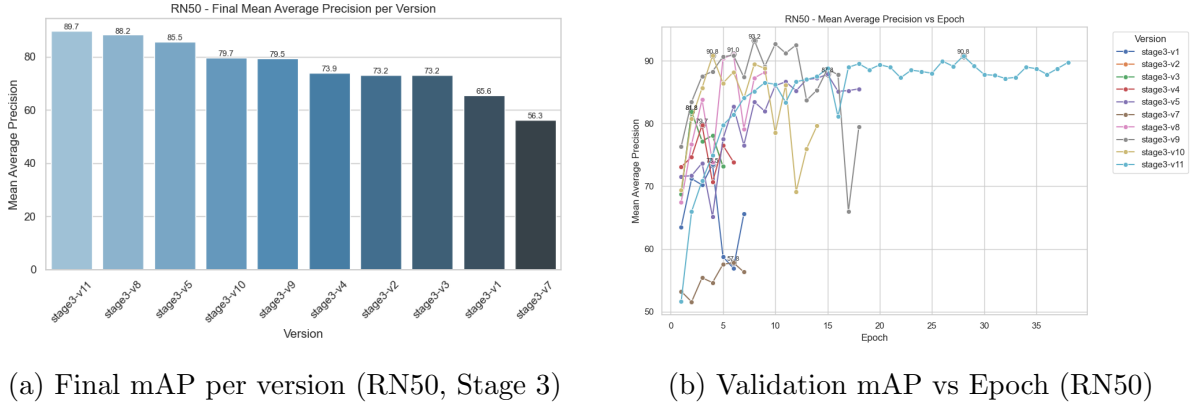 RN50 - Final Mean Average Precision per Version
Mean Average Precision
80
60
40
20
0
89.7
88.2
85.5
79.7
79.5
73.9
73.2
73.2
65.6
56.3
stage3-v11
stage3-v8
stage3-v5
stage3-v10
stage3-v9
stage3-v4
stage3-v2
stage3-v3
stage3-v1
stage3-v7
Version
(a) Final mAP per version (RN50, Stage 3)
RN50 - Mean Average Precision vs Epoch
Mean Average Precision
90
80
70
60
50
93.2
90.8
91.0
90.8
81.8
57.8
0 5 10 15 20 25 30 35
Epoch
Version
stage3-v1
stage3-v2
stage3-v3
stage3-v4
stage3-v5
stage3-v7
stage3-v8
stage3-v9
stage3-v10
stage3-v11
(b) Validation mAP vs Epoch (RN50)